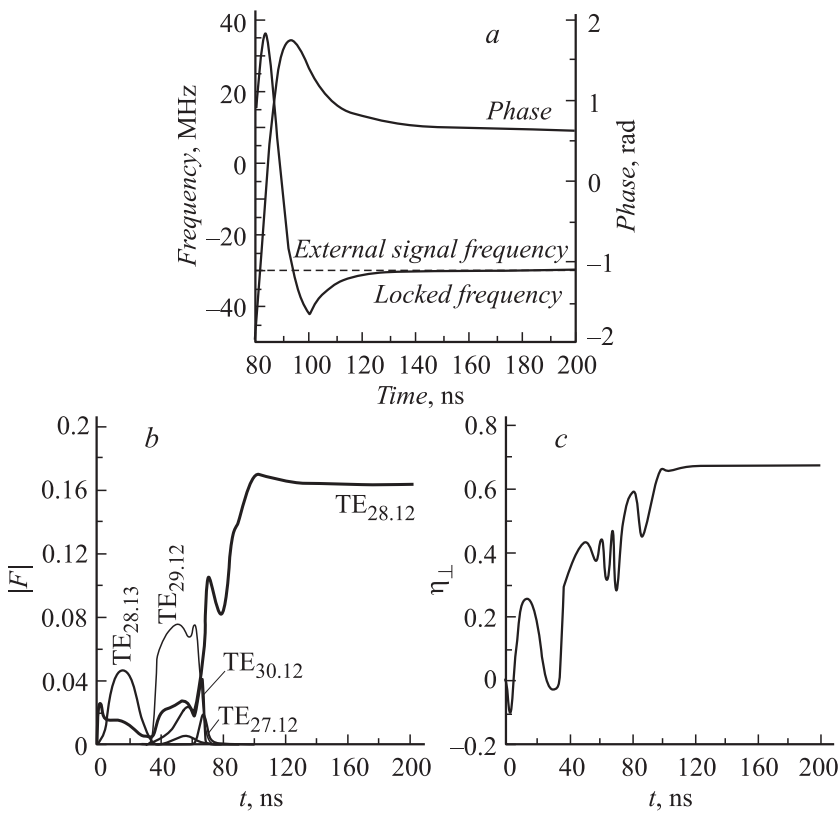 a
40
20
0
–20
–40
Frequency, MHz
2
1
0
–1
–2
Phase, rad
Phase
External signal frequency
Locked frequency
80 100 120 140 160 180 200
Time, ns
b
0.2
0.16
0.12
0.08
0.04
0
|F|
TE28.13
TE29.12
TE28.12
TE30.12
TE27.12
0 40 80 120 160 200
t, ns
c
0.8
0.6
0.4
0.2
0
–0.2
η⊥
0 40 80 120 160 200
t, ns